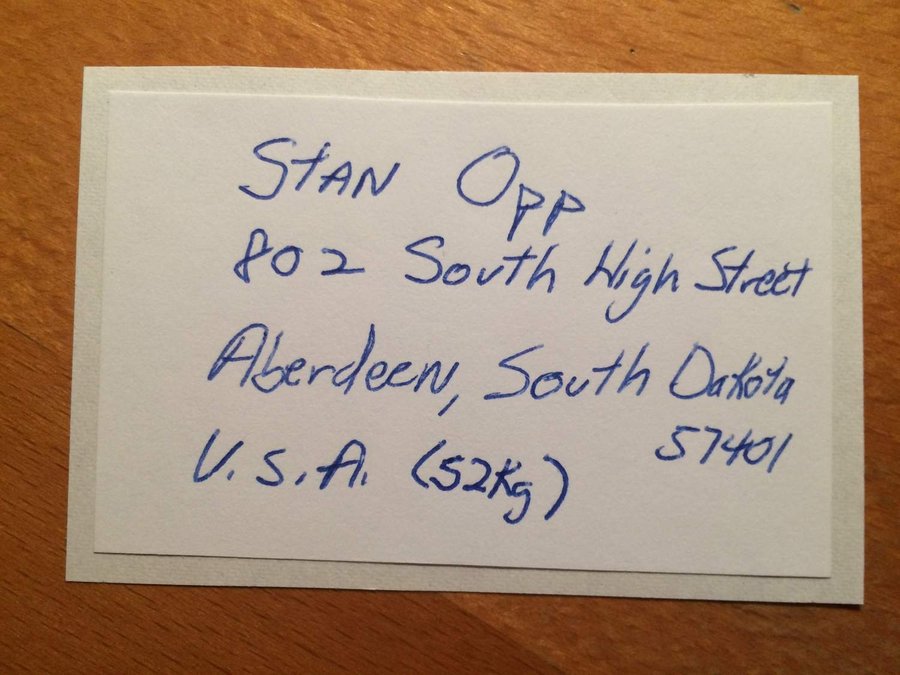 STAN Opp
802 South High Street
Aberdeen, South Dakota
57401
U.S.A. (52Kg)